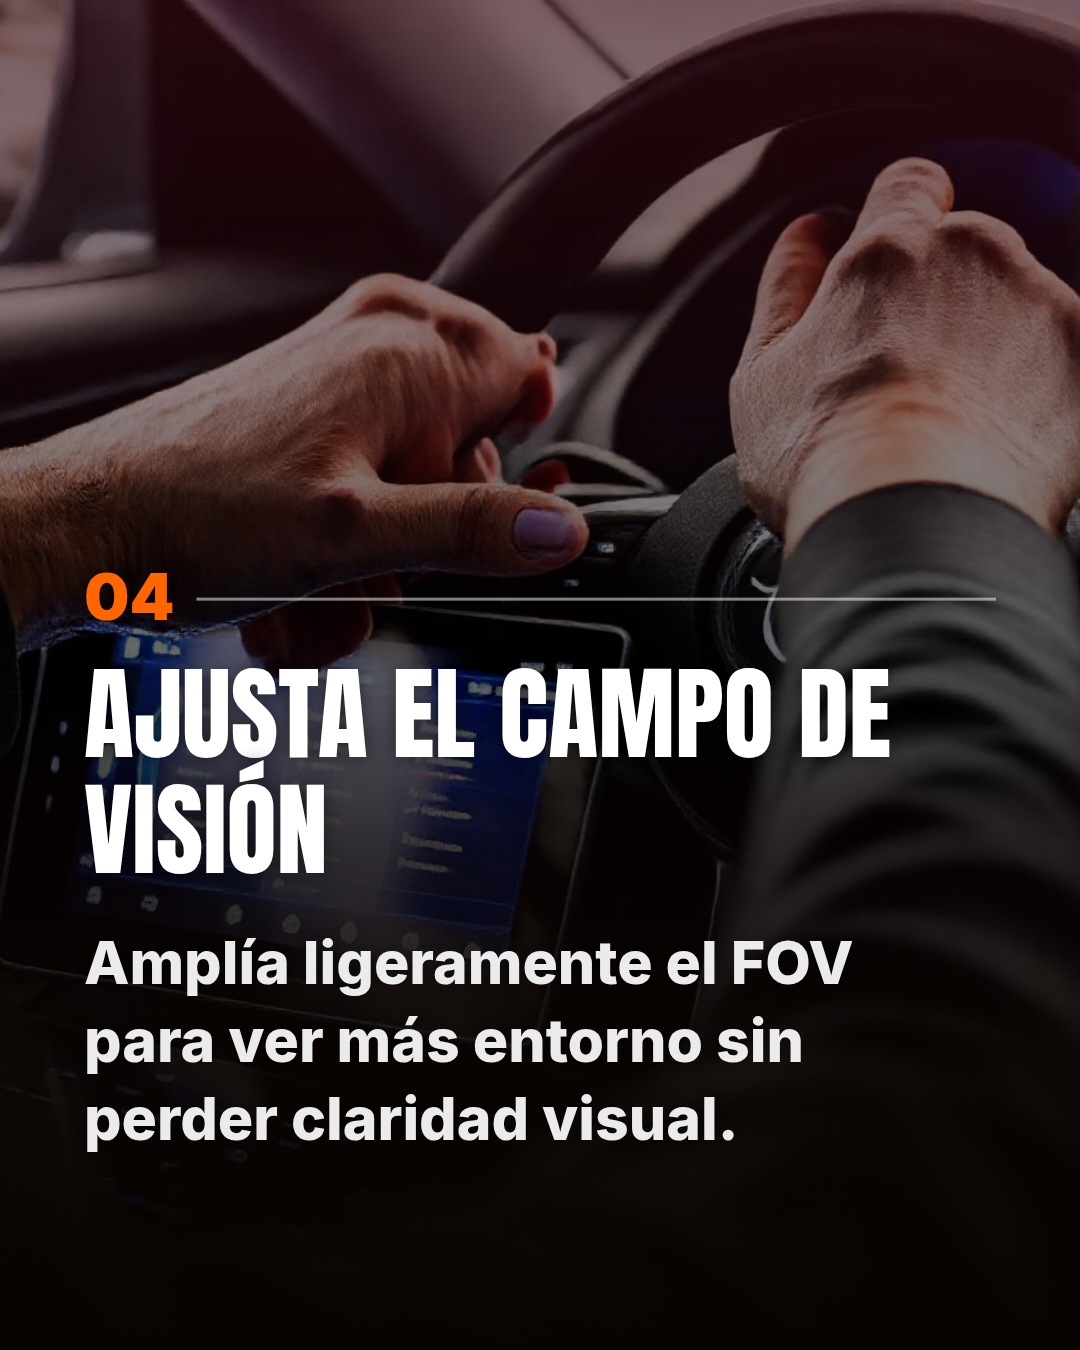 04
AJUSTA EL CAMPO DE
VISIÓN
Amplía ligeramente el FOV
para ver más entorno sin
perder claridad visual.